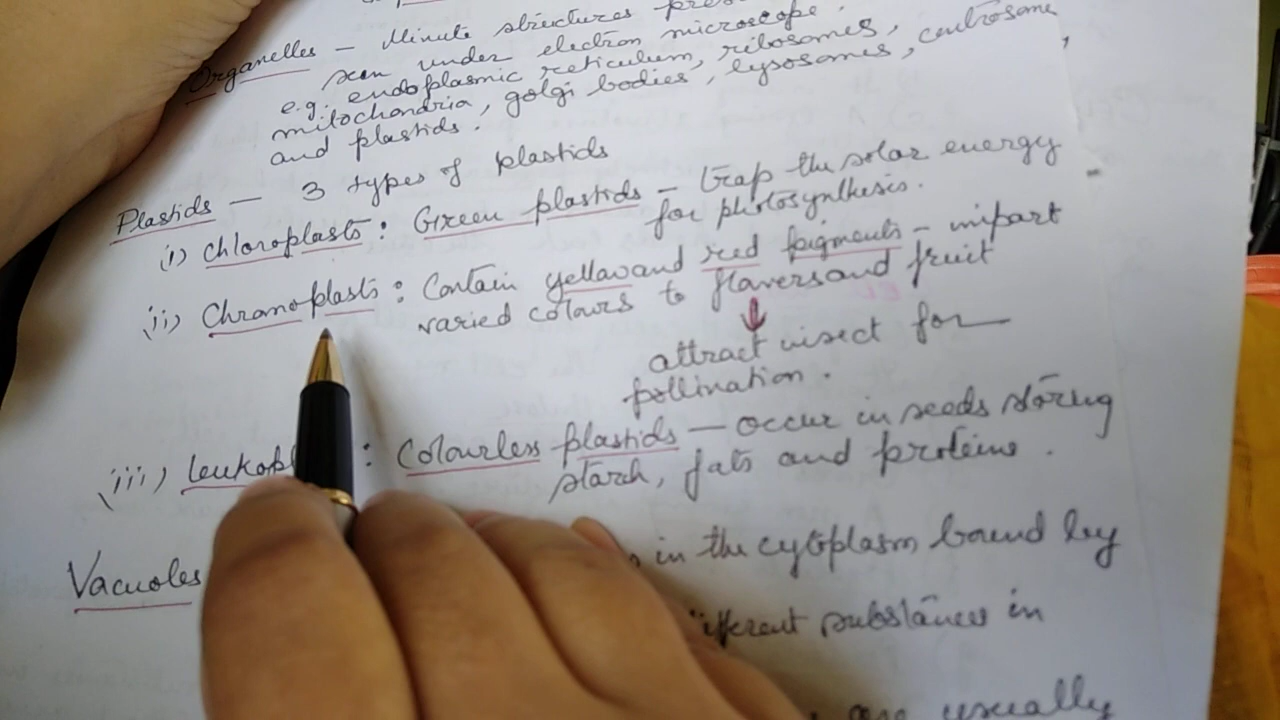 Organelles - Minute structures
seen under electron microscope.
e.g. endoplasmic reticulum, ribosomes,
mitochondria, golgi bodies, lysosomes, centrosome,
and plastids.
Plastids - 3 types of plastids
(i) Chloroplasts: Green plastids - trap the solar energy
for photosynthesis.
(ii) Chromoplasts: Contain yellow and red pigments - impart
varied colours to flowers and fruit
attract insect for
pollination.
(iii) leukopl : Colourless plastids - occur in seeds storing
starch, fats and proteins.
Vacuoles in the cytoplasm bound by
different substances in
are usually